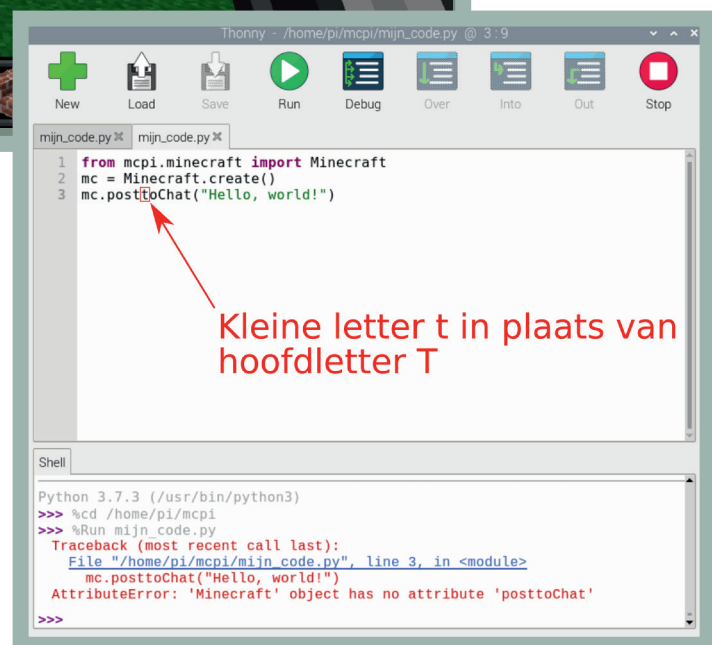 Thonny - /home/pi/mcpi/mijn_code.py @ 3:9
New Load Save Run Debug Over Into Out Stop
mijn_code.py mijn_code.py
1 from mcpi.minecraft import Minecraft
2 mc = Minecraft.create()
3 mc.posttoChat("Hello, world!")
Kleine letter t in plaats van
hoofdletter T
Shell
Python 3.7.3 (/usr/bin/python3)
>>> %cd /home/pi/mcpi
>>> %Run mijn_code.py
Traceback (most recent call last):
File "/home/pi/mcpi/mijn_code.py", line 3, in <module>
mc.posttoChat("Hello, world!")
AttributeError: 'Minecraft' object has no attribute 'posttoChat'
>>>